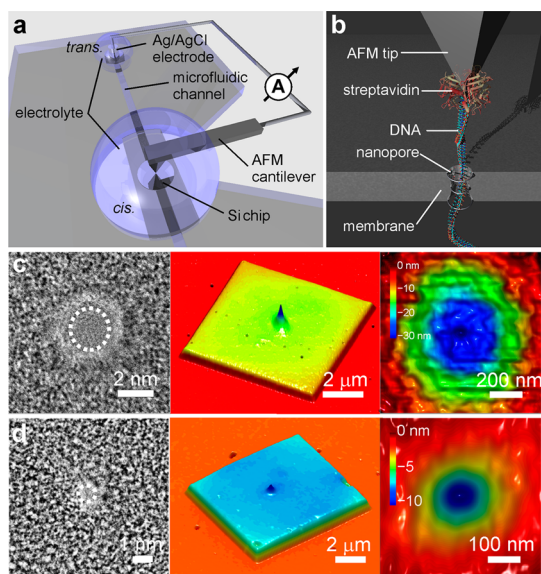 a
trans.
Ag/AgCl
electrode
microfluidic
channel
electrolyte
A
AFM
cantilever
cis.
Si chip
b
AFM tip
streptavidin
DNA
nanopore
membrane
c
2 nm
2 μm
0 nm
−10
−20
−30
200 nm
d
1 nm
2 μm
0 nm
−5
−10
100 nm